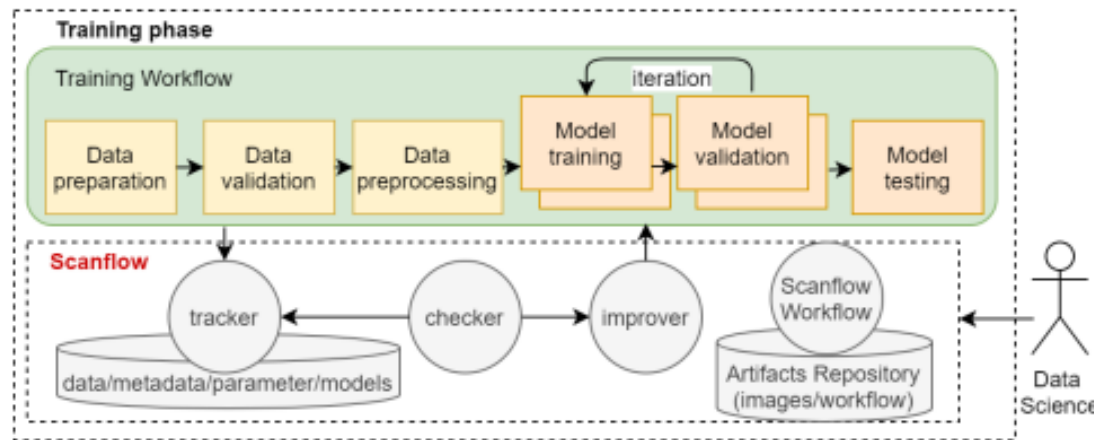 Training phase
Training Workflow
iteration
Data
preparation
Data
validation
Data
preprocessing
Model
training
Model
validation
Model
testing
Scanflow
tracker
checker
improver
Scanflow
Workflow
data/metadata/parameter/models
Artifacts Repository
(images/workflow)
Data
Science